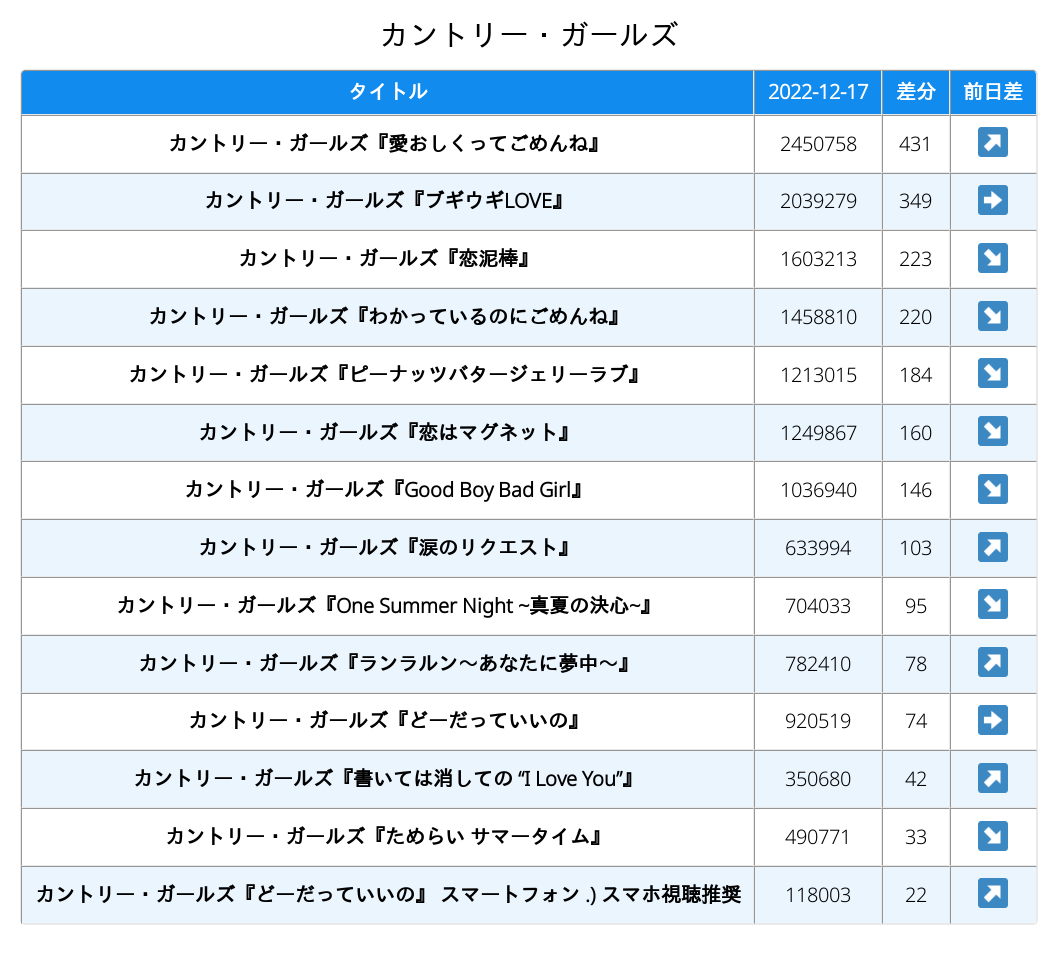 カントリー・ガールズ
タイトル 2022-12-17 差分 前日差
カントリー・ガールズ『愛おしくってごめんね』 2450758 431 ↗
カントリー・ガールズ『ブギウギLOVE』 2039279 349 ➡
カントリー・ガールズ『恋泥棒』 1603213 223 ↘
カントリー・ガールズ『わかっているのにごめんね』 1458810 220 ↘
カントリー・ガールズ『ピーナッツバタージェリーラブ』 1213015 184 ↘
カントリー・ガールズ『恋はマグネット』 1249867 160 ↘
カントリー・ガールズ『Good Boy Bad Girl』 1036940 146 ↘
カントリー・ガールズ『涙のリクエスト』 633994 103 ↗
カントリー・ガールズ『One Summer Night ~真夏の決心~』 704033 95 ↘
カントリー・ガールズ『ランラルン～あなたに夢中～』 782410 78 ↗
カントリー・ガールズ『どーだっていいの』 920519 74 ➡
カントリー・ガールズ『書いては消しての “I Love You”』 350680 42 ↗
カントリー・ガールズ『ためらい サマータイム』 490771 33 ↘
カントリー・ガールズ『どーだっていいの』 スマートフォン .) スマホ視聴推奨 118003 22 ↗